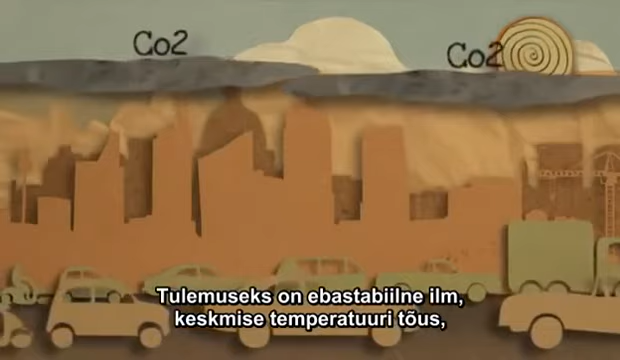 Co2
Co2
Tulemuseks on ebastabiilne ilm,
keskmise temperatuuri tõus,